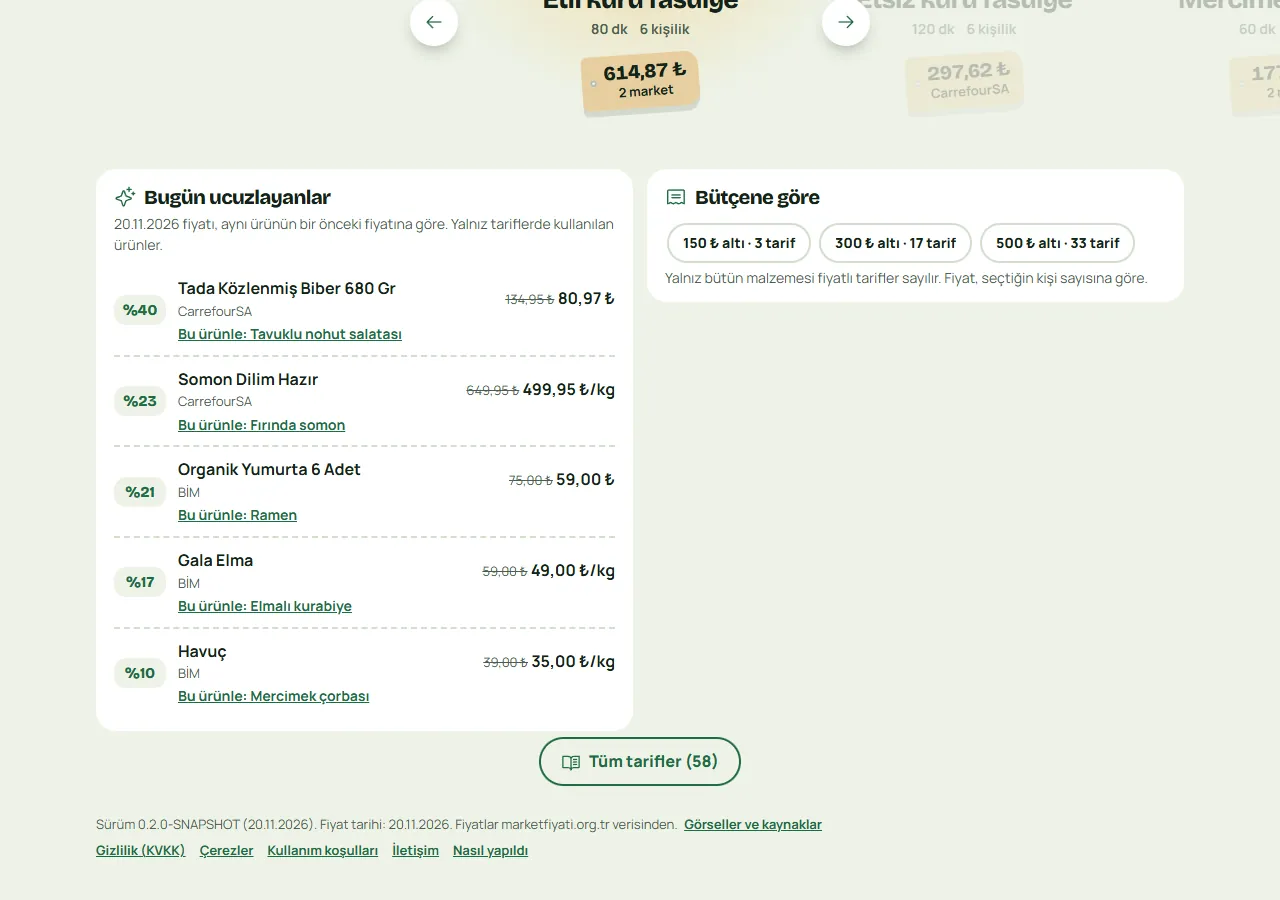 Etli kuru fasulye
80 dk 6 kişilik
614,87 ₺
2 market
Etsiz kuru fasulye
120 dk 6 kişilik
297,62 ₺
CarrefourSA
60 dk
Bugün ucuzlayanlar
20.11.2026 fiyatı, aynı ürünün bir önceki fiyatına göre. Yalnız tariflerde kullanılan
ürünler.
%40
Tada Közlenmiş Biber 680 Gr
CarrefourSA
Bu ürünle: Tavuklu nohut salatası
134,95 ₺ 80,97 ₺
%23
Somon Dilim Hazır
CarrefourSA
Bu ürünle: Fırında somon
649,95 ₺ 499,95 ₺/kg
%21
Organik Yumurta 6 Adet
BİM
Bu ürünle: Ramen
75,00 ₺ 59,00 ₺
%17
Gala Elma
BİM
Bu ürünle: Elmalı kurabiye
59,00 ₺ 49,00 ₺/kg
%10
Havuç
BİM
Bu ürünle: Mercimek çorbası
39,00 ₺ 35,00 ₺/kg
Bütçene göre
150 ₺ altı · 3 tarif
300 ₺ altı · 17 tarif
500 ₺ altı · 33 tarif
Yalnız bütün malzemesi fiyatlı tarifler sayılır. Fiyat, seçtiğin kişi sayısına göre.
Tüm tarifler (58)
Sürüm 0.2.0-SNAPSHOT (20.11.2026). Fiyat tarihi: 20.11.2026. Fiyatlar marketfiyati.org.tr verisinden. Görseller ve kaynaklar
Gizlilik (KVKK) Çerezler Kullanım koşulları İletişim Nasıl yapıldı